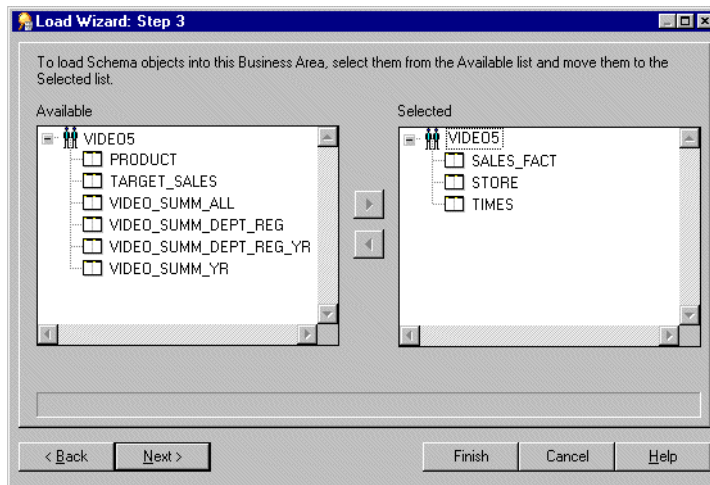 Load Wizard: Step 3
To load Schema objects into this Business Area, select them from the Available list and move them to the
Selected list.
Available
VIDEO5
PRODUCT
TARGET_SALES
VIDEO_SUMM_ALL
VIDEO_SUMM_DEPT_REG
VIDEO_SUMM_DEPT_REG_YR
VIDEO_SUMM_YR
Selected
VIDEO5
SALES_FACT
STORE
TIMES
< Back
Next >
Finish
Cancel
Help